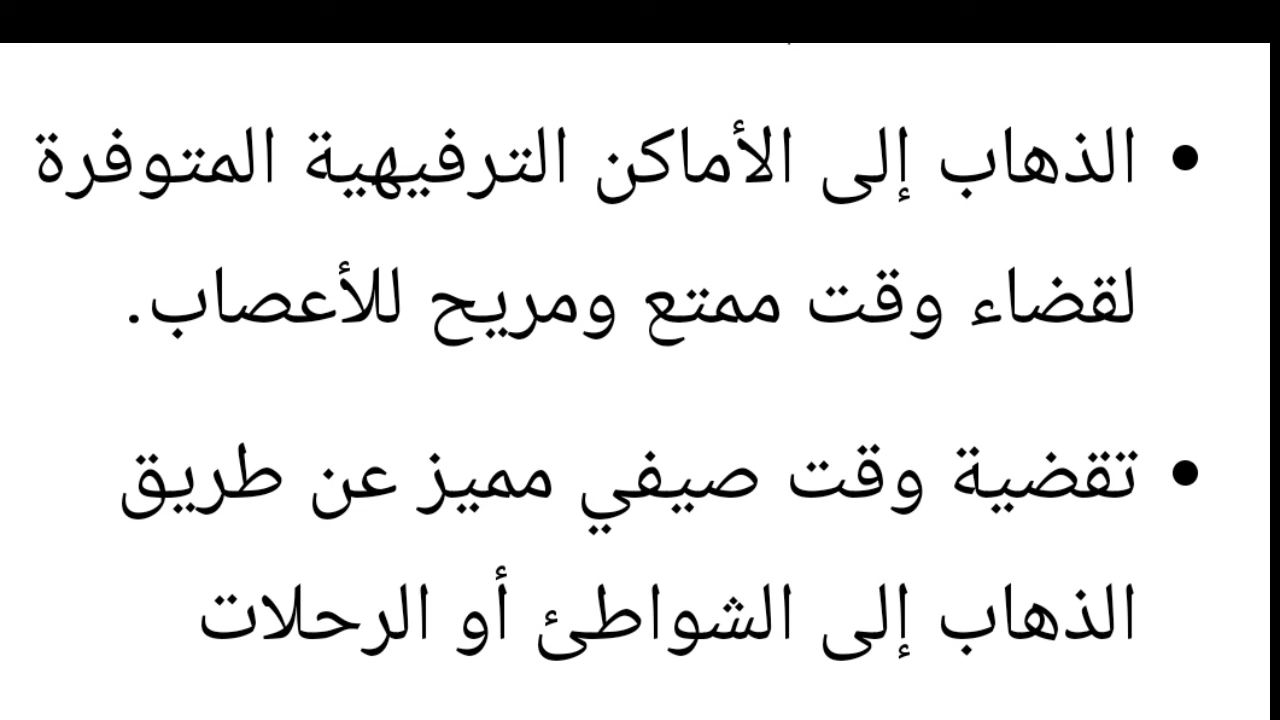 • الذهاب إلى الأماكن الترفيهية المتوفرة
لقضاء وقت ممتع ومريح للأعصاب.
• تقضية وقت صيفي مميز عن طريق
الذهاب إلى الشواطئ أو الرحلات